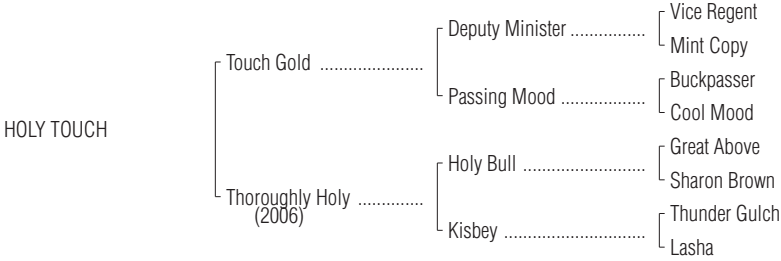 Vice Regent
Deputy Minister ................
Mint Copy
Touch Gold ......................
Buckpasser
Passing Mood ..................
Cool Mood
HOLY TOUCH
Great Above
Holy Bull ..........................
Sharon Brown
Thoroughly Holy ..............
(2006)
Thunder Gulch
Kisbey ..............................
Lasha